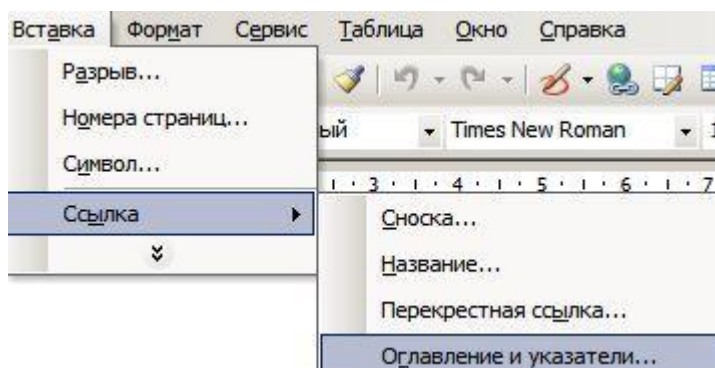 Вставка Формат Сервис Таблица Окно Справка
Разрыв...
Номера страниц...
ый Times New Roman 1
Символ...
3 4 5 6 7
Ссылка
Сноска...
Название...
Перекрестная ссылка...
Оглавление и указатели...